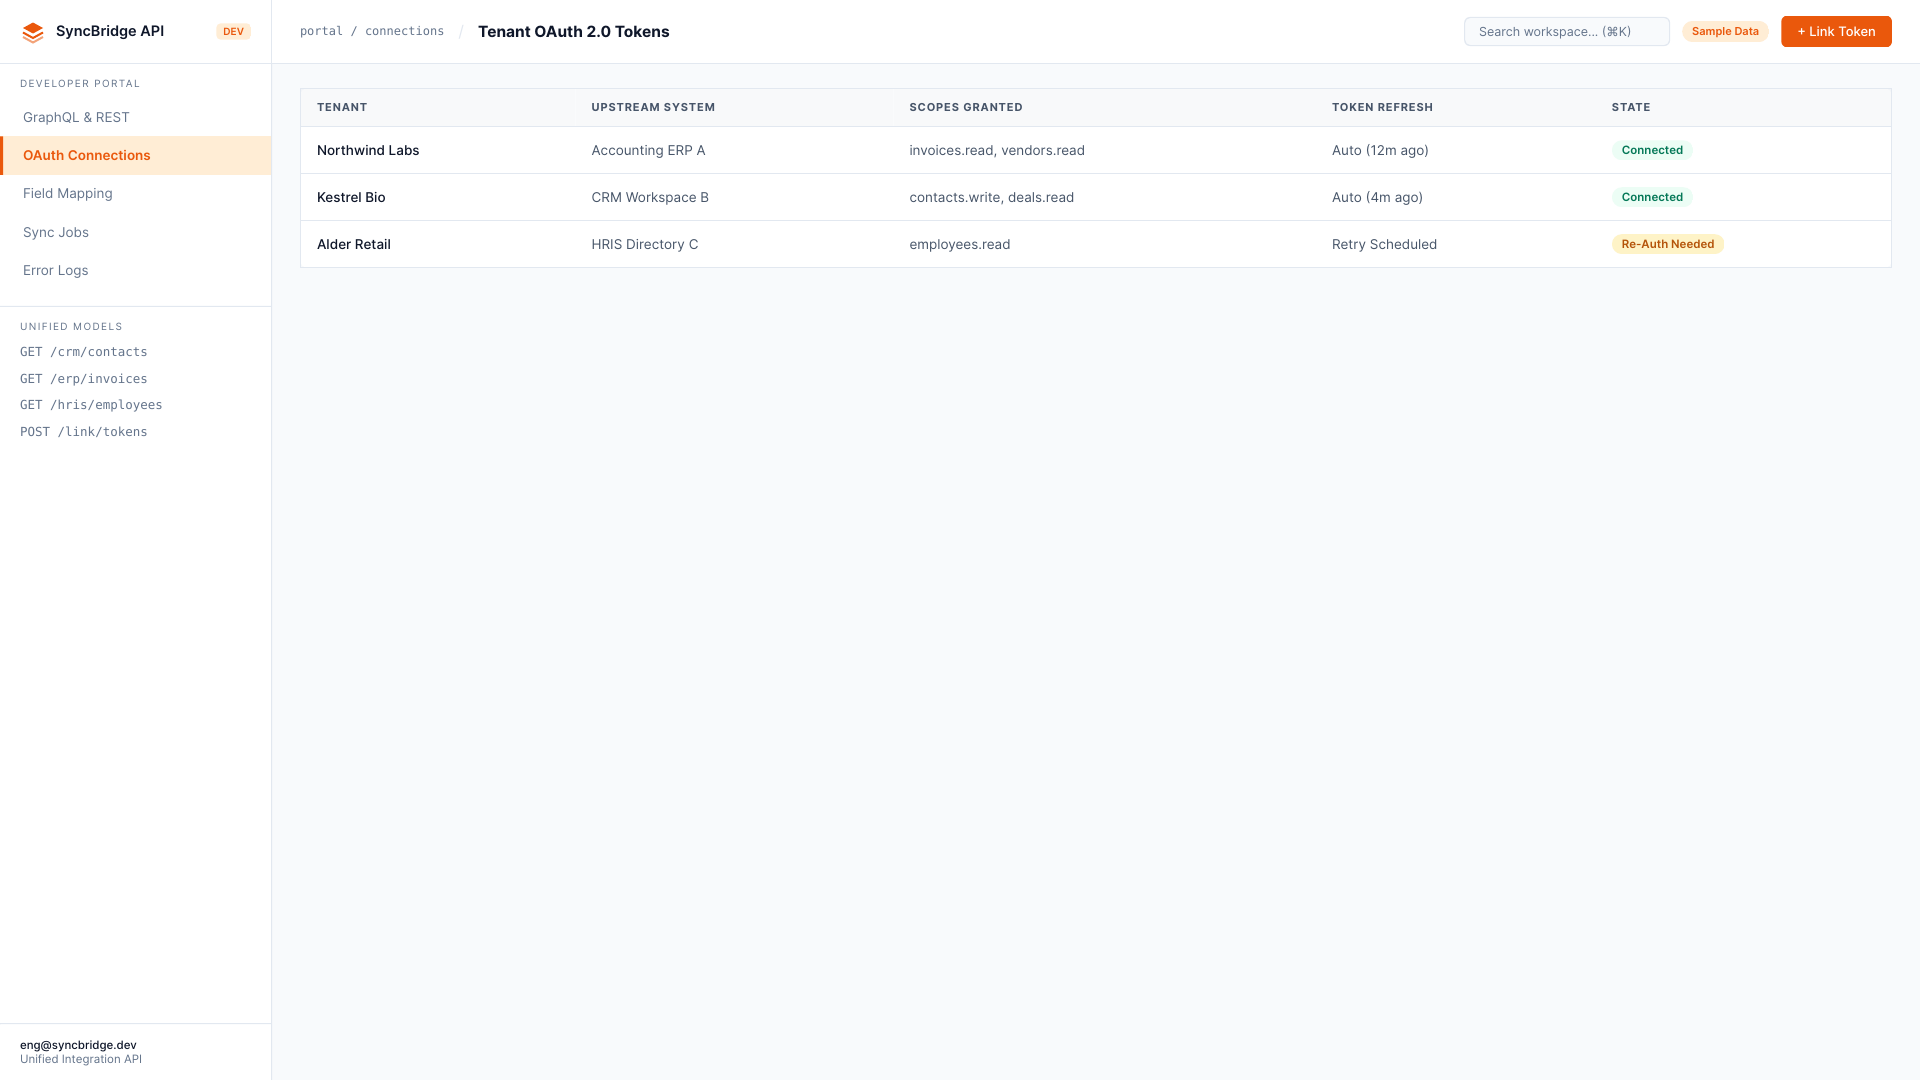 SyncBridge API
DEV
DEVELOPER PORTAL
GraphQL & REST
OAuth Connections
Field Mapping
Sync Jobs
Error Logs
UNIFIED MODELS
GET /crm/contacts
GET /erp/invoices
GET /hris/employees
POST /link/tokens
eng@syncbridge.dev
Unified Integration API
portal / connections / Tenant OAuth 2.0 Tokens
Search workspace... (⌘K)
Sample Data
+ Link Token
TENANT UPSTREAM SYSTEM SCOPES GRANTED TOKEN REFRESH STATE
Northwind Labs Accounting ERP A invoices.read, vendors.read Auto (12m ago) Connected
Kestrel Bio CRM Workspace B contacts.write, deals.read Auto (4m ago) Connected
Alder Retail HRIS Directory C employees.read Retry Scheduled Re-Auth Needed